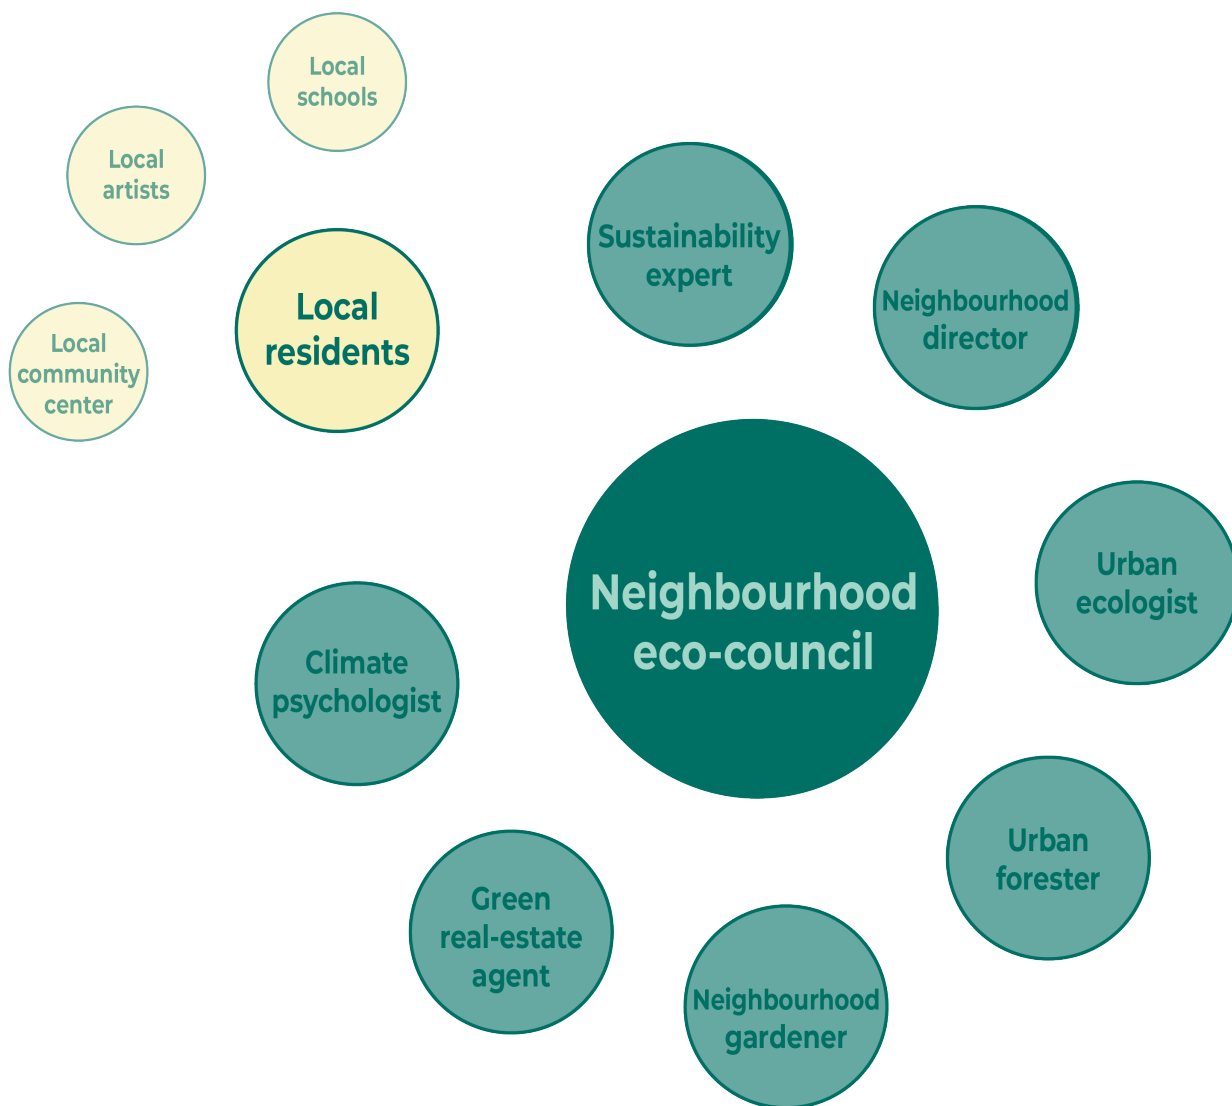 Local
schools
Local
artists
Local
community
center
Local
residents
Sustainability
expert
Neighbourhood
director
Neighbourhood
eco-council
Urban
ecologist
Climate
psychologist
Urban
forester
Green
real-estate
agent
Neighbourhood
gardener